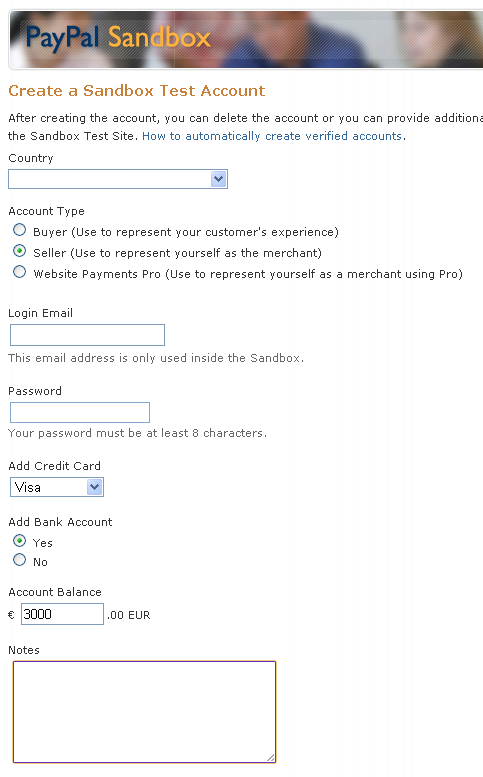 PayPal Sandbox
Create a Sandbox Test Account
After creating the account, you can delete the account or you can provide additiona
the Sandbox Test Site. How to automatically create verified accounts.
Country
Account Type
Buyer (Use to represent your customer's experience)
Seller (Use to represent yourself as the merchant)
Website Payments Pro (Use to represent yourself as a merchant using Pro)
Login Email
This email address is only used inside the Sandbox.
Password
Your password must be at least 8 characters.
Add Credit Card
Visa
Add Bank Account
Yes
No
Account Balance
€ 3000 .00 EUR
Notes